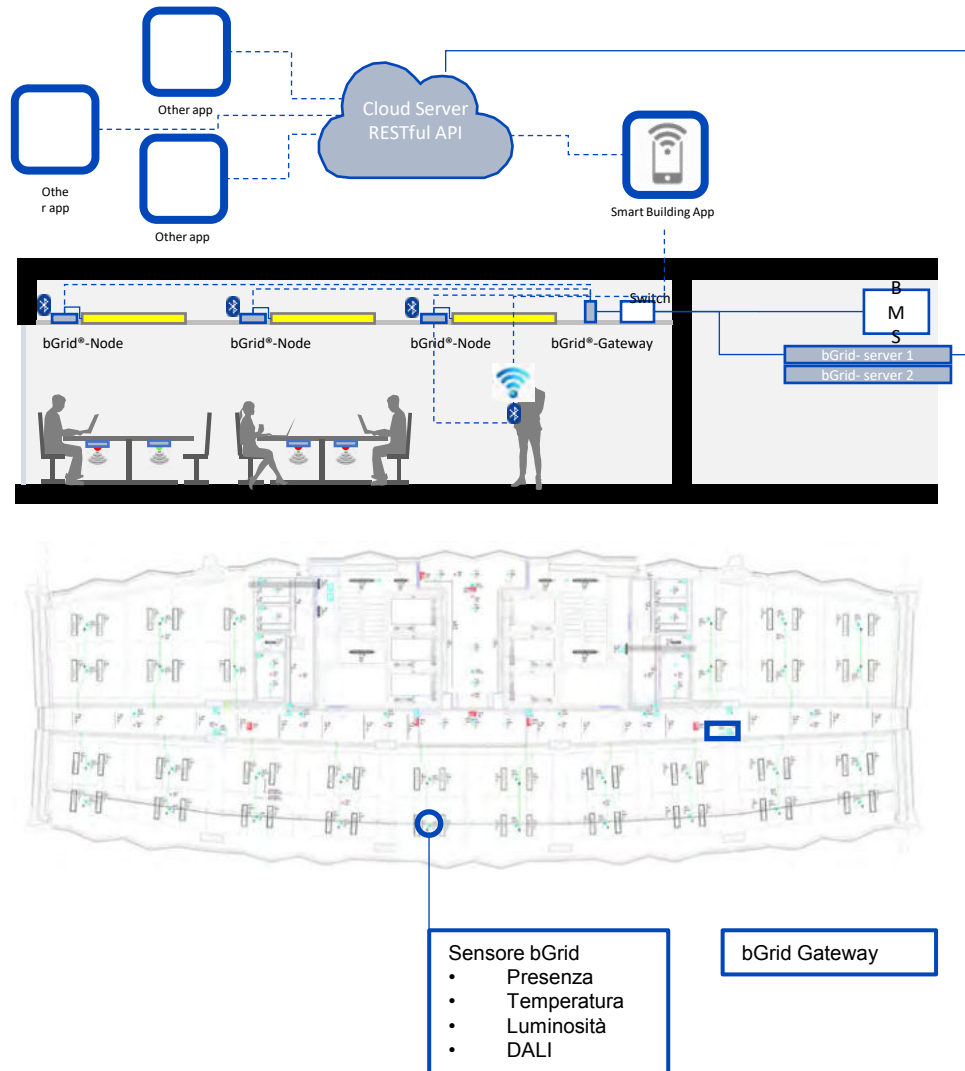 Other app
Cloud Server
RESTful API
Othe
r app
Other app
Smart Building App
Switch
B
M
S
bGrid®-Node
bGrid®-Node
bGrid®-Node
bGrid®-Gateway
bGrid- server 1
bGrid- server 2
Sensore bGrid
• Presenza
• Temperatura
• Luminosità
• DALI
bGrid Gateway